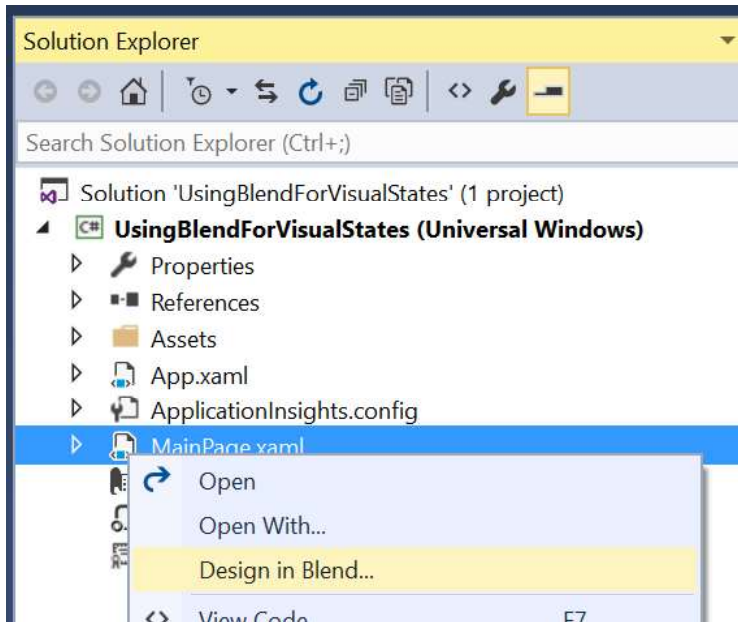 Solution Explorer
Search Solution Explorer (Ctrl+;)
Solution 'UsingBlendForVisualStates' (1 project)
C# UsingBlendForVisualStates (Universal Windows)
Properties
References
Assets
App.xaml
ApplicationInsights.config
MainPage.xaml
Open
Open With...
Design in Blend...
View Code F7